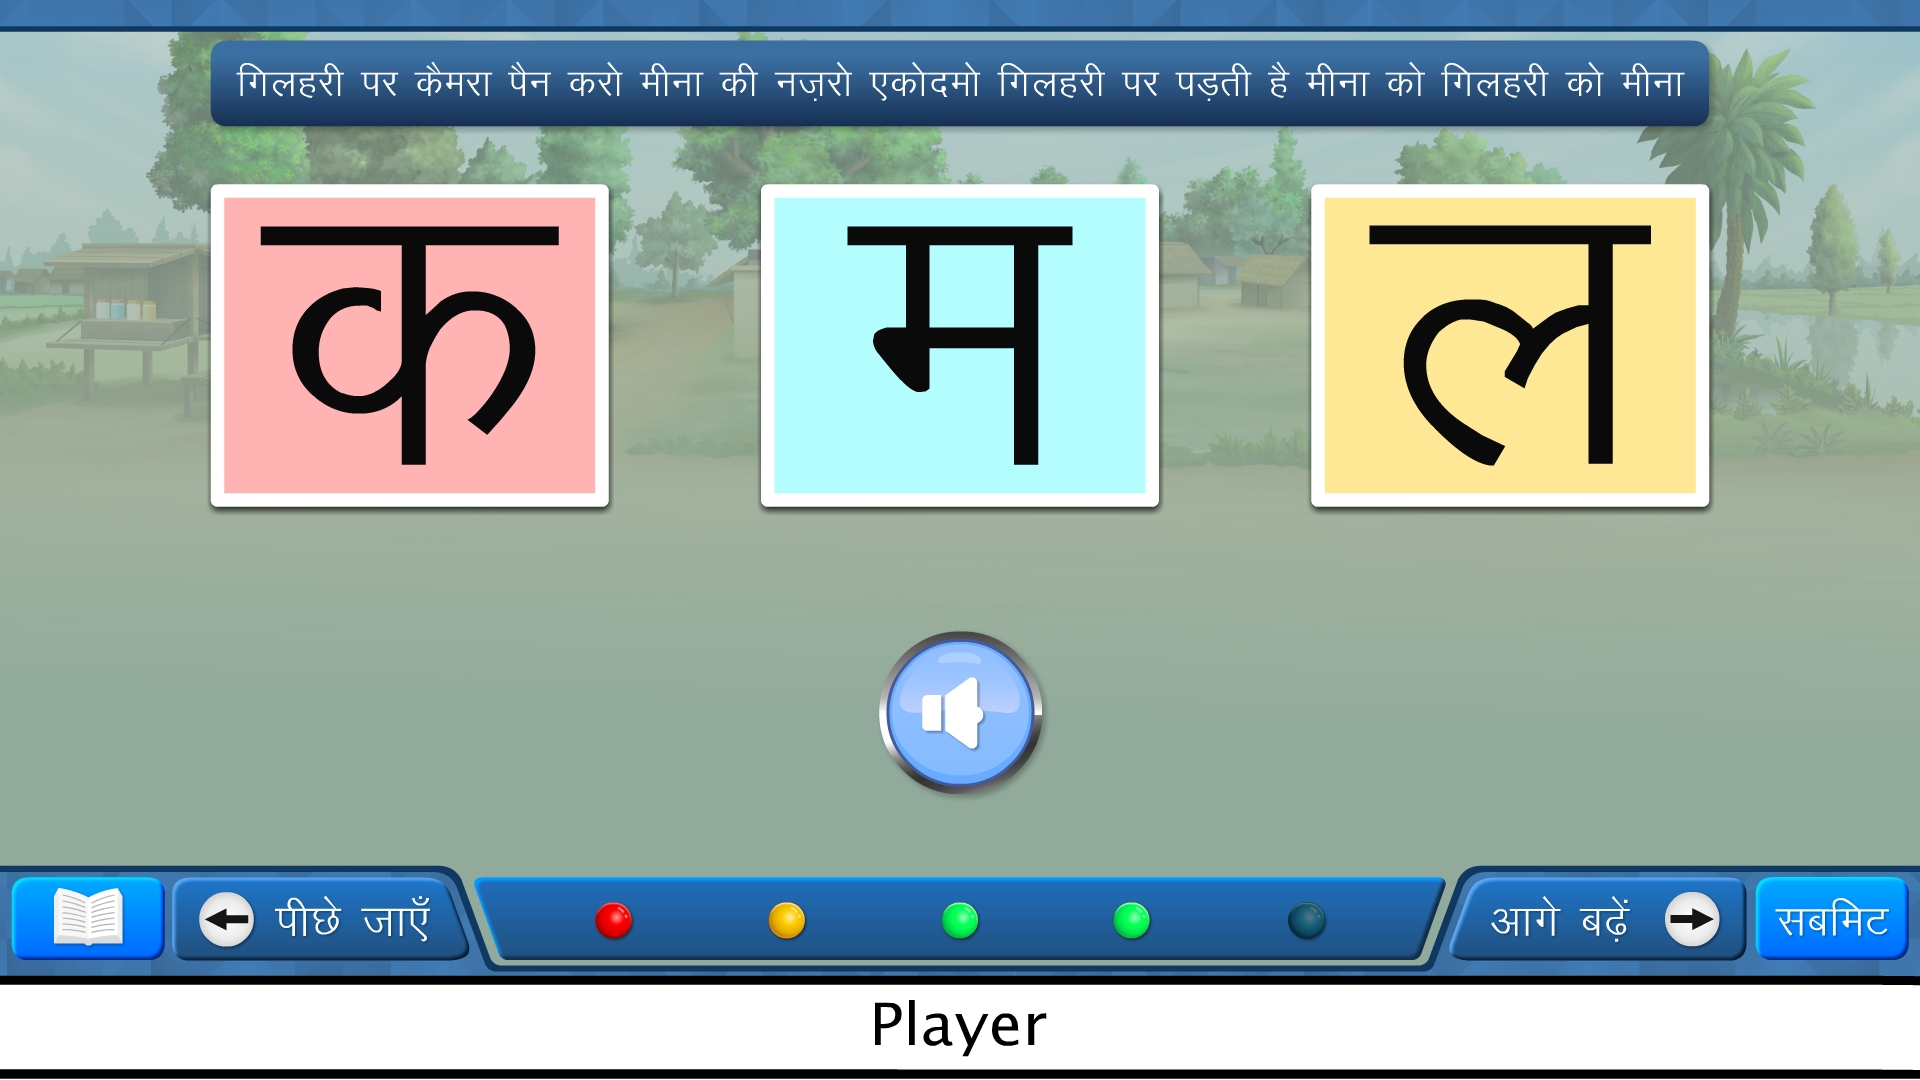 गिलहरी पर कैमरा पैन करो मीना की नज़रो एकोदमो गिलहरी पर पड़ती है मीना को गिलहरी को मीना
क म ल
पीछे जाएँ आगे बढ़ें सबमिट
Player